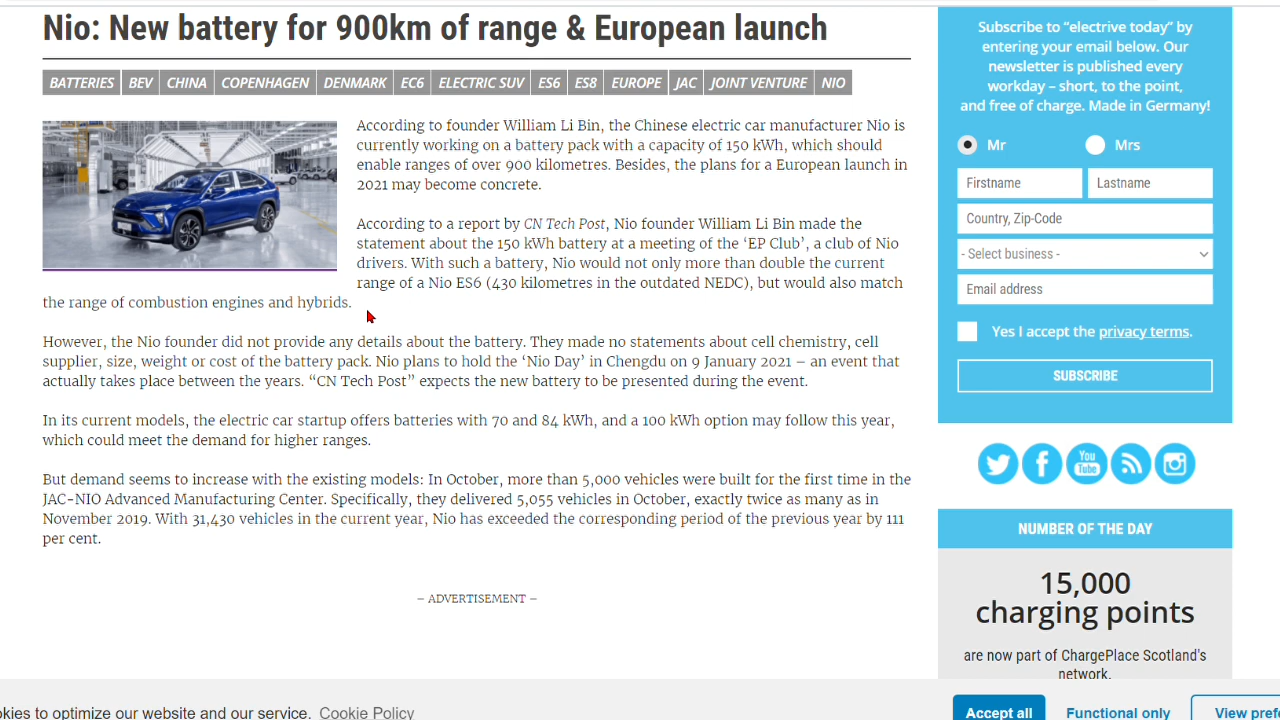 Nio: New battery for 900km of range & European launch
BATTERIES BEV CHINA COPENHAGEN DENMARK EC6 ELECTRIC SUV ES6 ES8 EUROPE JAC JOINT VENTURE NIO
According to founder William Li Bin, the Chinese electric car manufacturer Nio is
currently working on a battery pack with a capacity of 150 kWh, which should
enable ranges of over 900 kilometres. Besides, the plans for a European launch in
2021 may become concrete.
According to a report by CN Tech Post, Nio founder William Li Bin made the
statement about the 150 kWh battery at a meeting of the ‘EP Club’, a club of Nio
drivers. With such a battery, Nio would not only more than double the current
range of a Nio ES6 (430 kilometres in the outdated NEDC), but would also match
the range of combustion engines and hybrids.
However, the Nio founder did not provide any details about the battery. They made no statements about cell chemistry, cell
supplier, size, weight or cost of the battery pack. Nio plans to hold the ‘Nio Day’ in Chengdu on 9 January 2021 – an event that
actually takes place between the years. “CN Tech Post” expects the new battery to be presented during the event.
In its current models, the electric car startup offers batteries with 70 and 84 kWh, and a 100 kWh option may follow this year,
which could meet the demand for higher ranges.
But demand seems to increase with the existing models: In October, more than 5,000 vehicles were built for the first time in the
JAC-NIO Advanced Manufacturing Center. Specifically, they delivered 5,055 vehicles in October, exactly twice as many as in
November 2019. With 31,430 vehicles in the current year, Nio has exceeded the corresponding period of the previous year by 111
per cent.
– ADVERTISEMENT –
Subscribe to “electrive today” by
entering your email below. Our
newsletter is published every
workday – short, to the point,
and free of charge. Made in Germany!
Mr Mrs
Firstname Lastname
Country, Zip-Code
- Select business -
Email address
Yes I accept the privacy terms.
SUBSCRIBE
You
Tube
NUMBER OF THE DAY
15,000
charging points
are now part of ChargePlace Scotland's
network.
kies to optimize our website and our service. Cookie Policy
Accept all Functional only View pref